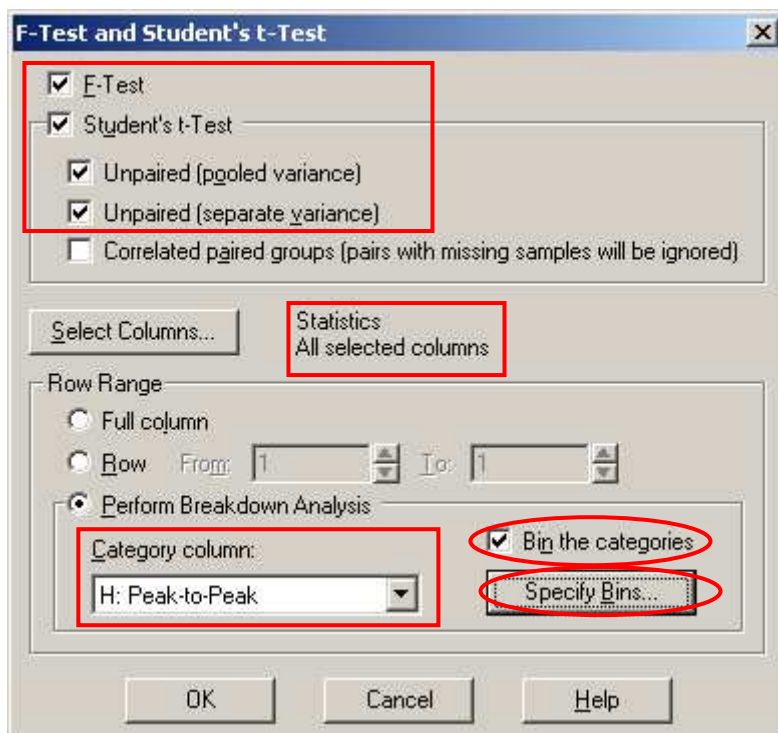 F-Test and Student's t-Test
F-Test
Student's t-Test
Unpaired (pooled variance)
Unpaired (separate variance)
Correlated paired groups (pairs with missing samples will be ignored)
Select Columns...
Statistics
All selected columns
Row Range
Full column
Row From: 1 To: 1
Perform Breakdown Analysis
Category column:
Bin the categories
H: Peak-to-Peak
Specify Bins...
OK Cancel Help